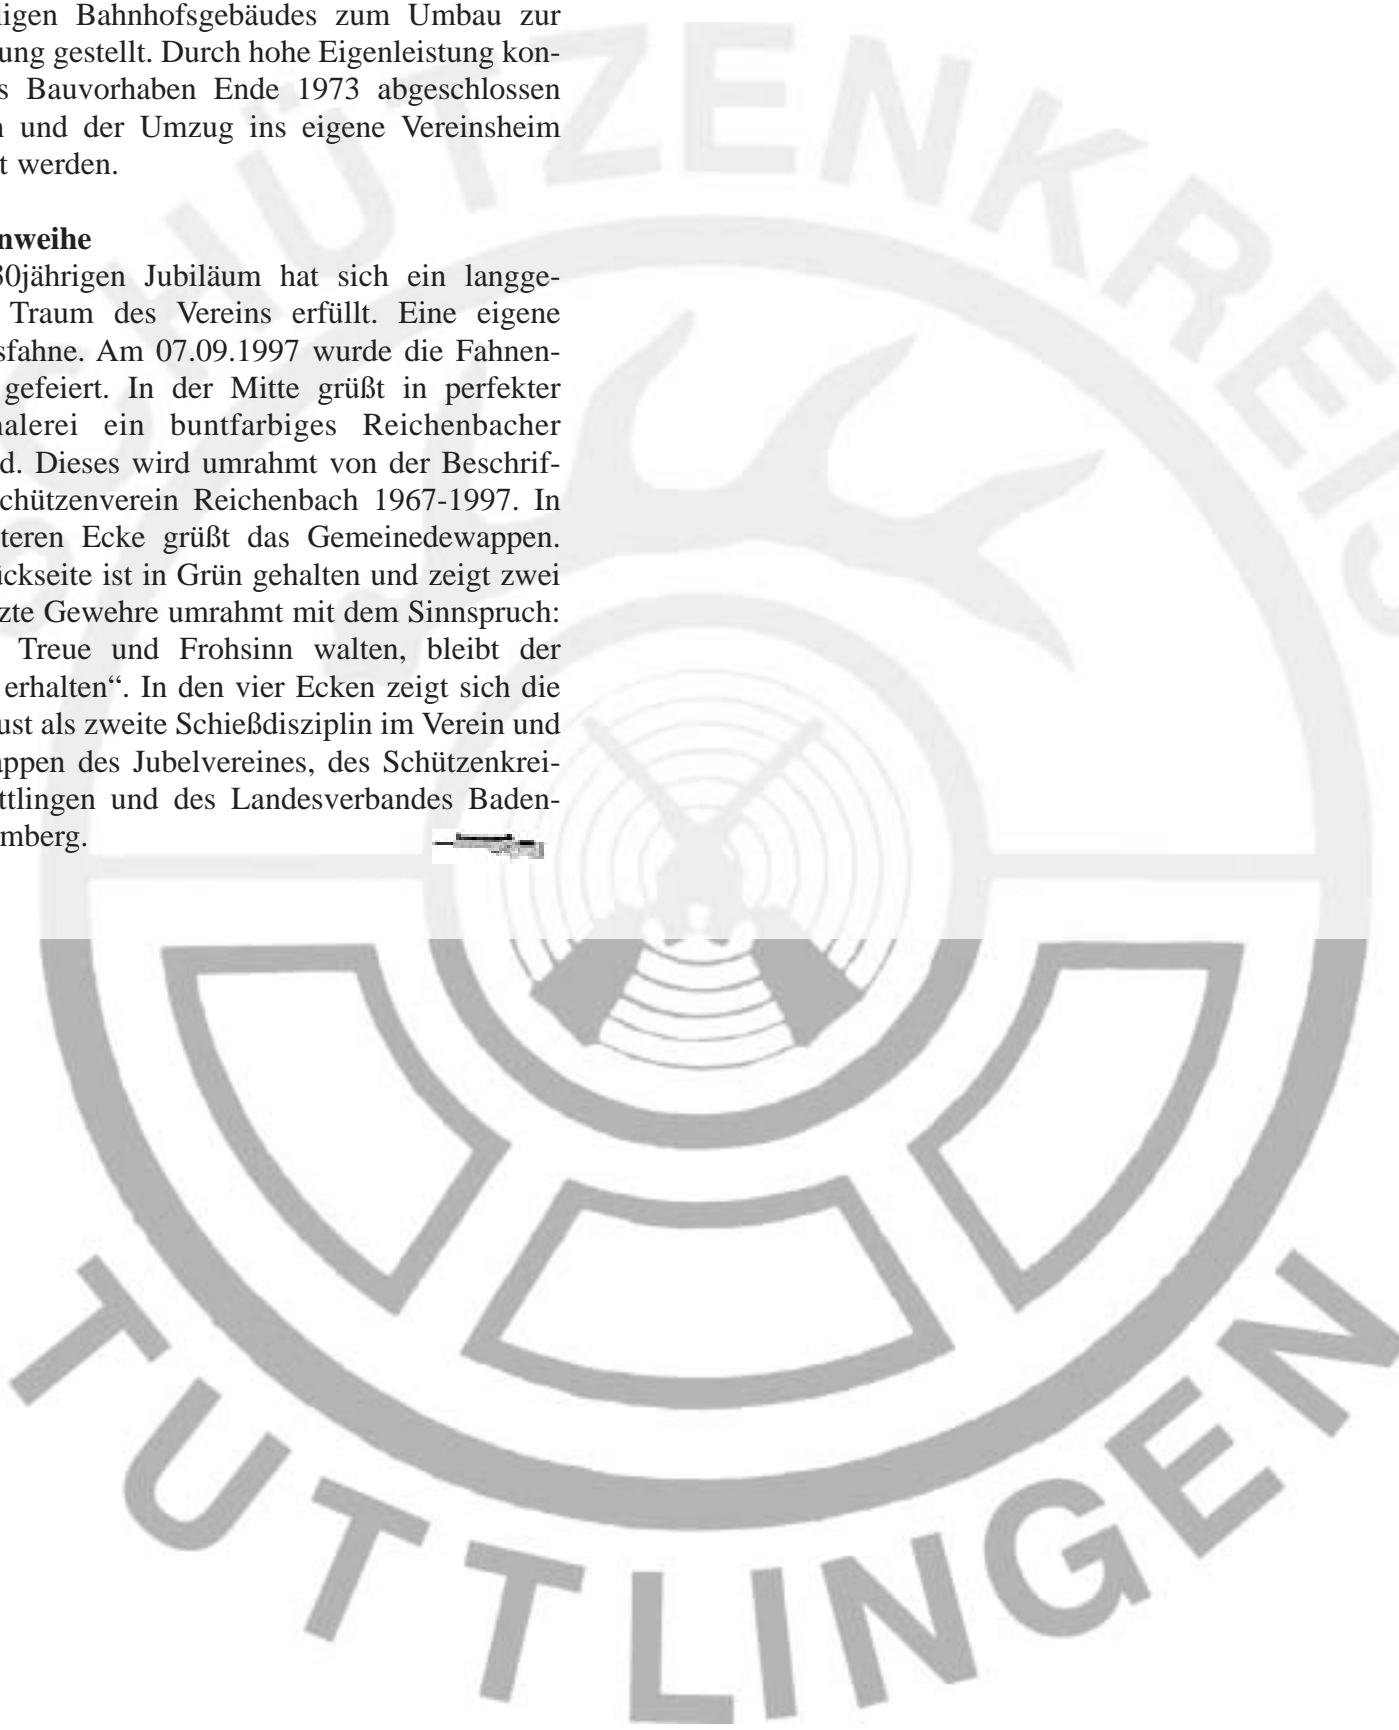 ligen Bahnhofsgebäudes zum Umbau zur
ung gestellt. Durch hohe Eigenleistung kon-
s Bauvorhaben Ende 1973 abgeschlossen
n und der Umzug ins eigene Vereinsheim
t werden.
nweihe
30jährigen Jubiläum hat sich ein langge-
Traum des Vereins erfüllt. Eine eigene
sfahne. Am 07.09.1997 wurde die Fahnen-
gefeiert. In der Mitte grüßt in perfekter
nalerei ein buntfarbiges Reichenbacher
d. Dieses wird umrahmt von der Beschrif-
chützenverein Reichenbach 1967-1997. In
teren Ecke grüßt das Gemeindewappen.
ückseite ist in Grün gehalten und zeigt zwei
zte Gewehre umrahmt mit dem Sinnspruch:
Treue und Frohsinn walten, bleibt der
erhalten“. In den vier Ecken zeigt sich die
ust als zweite Schießdisziplin im Verein und
appen des Jubelvereines, des Schützenkrei-
ttlingen und des Landesverbandes Baden-
mberg.
SCHÜTZENKREIS
TUTTLINGEN